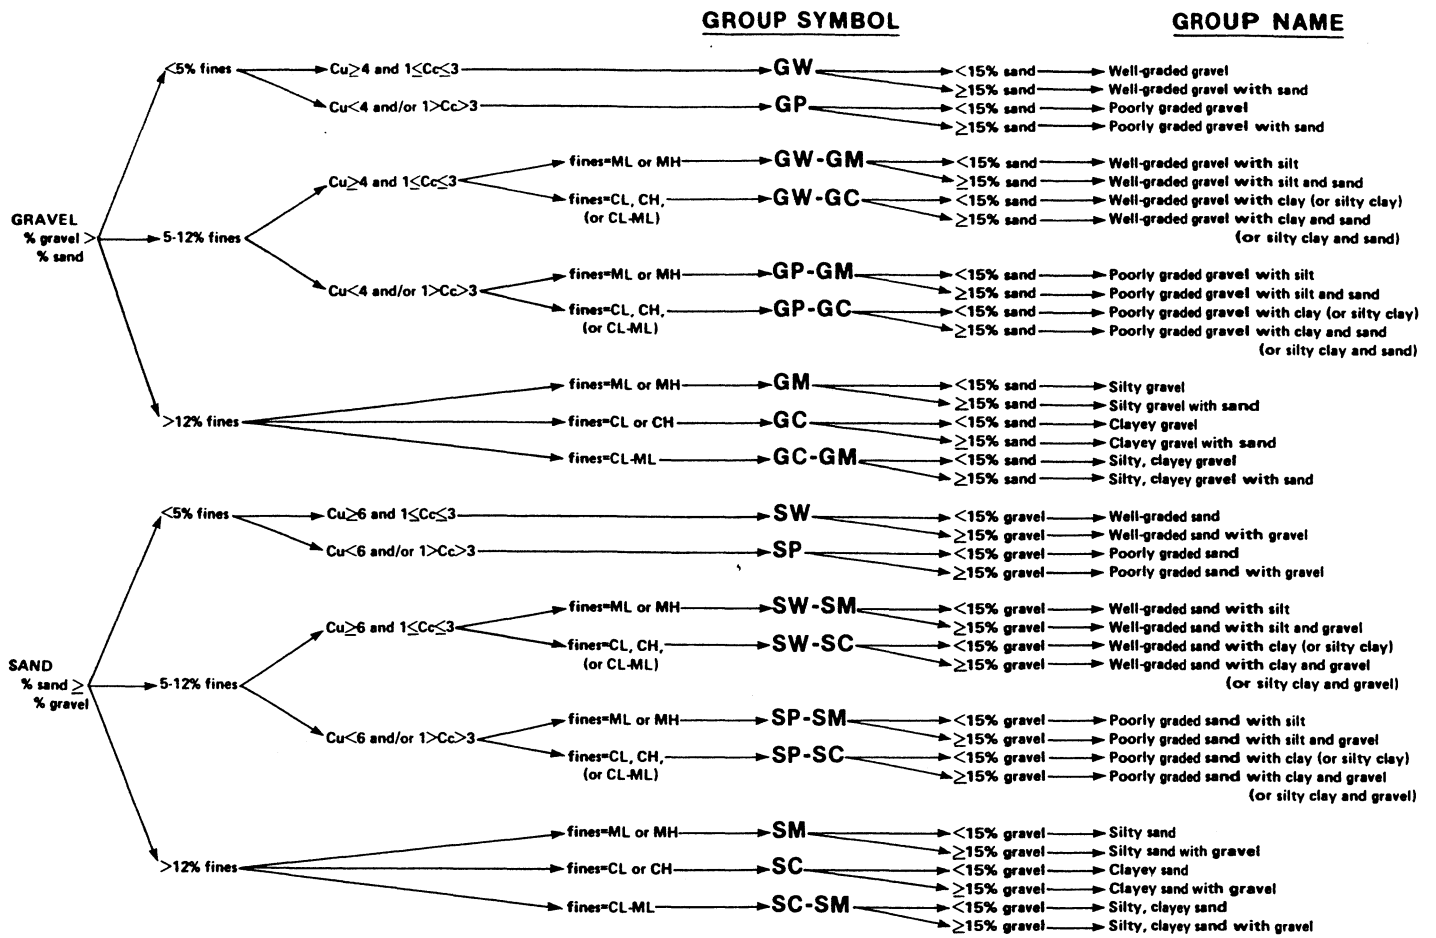 GROUP SYMBOL GROUP NAME
<5% fines Cu≥4 and 1≤Cc≤3 GW <15% sand Well-graded gravel
≥15% sand Well-graded gravel with sand
Cu<4 and/or 1>Cc>3 GP <15% sand Poorly graded gravel
≥15% sand Poorly graded gravel with sand
fines=ML or MH GW-GM <15% sand Well-graded gravel with silt
Cu≥4 and 1≤Cc≤3 ≥15% sand Well-graded gravel with silt and sand
fines=CL, CH, GW-GC <15% sand Well-graded gravel with clay (or silty clay)
(or CL-ML) ≥15% sand Well-graded gravel with clay and sand
GRAVEL
% gravel > 5-12% fines (or silty clay and sand)
% sand
fines=ML or MH GP-GM <15% sand Poorly graded gravel with silt
Cu<4 and/or 1>Cc>3 ≥15% sand Poorly graded gravel with silt and sand
fines=CL, CH, GP-GC <15% sand Poorly graded gravel with clay (or silty clay)
(or CL-ML) ≥15% sand Poorly graded gravel with clay and sand
(or silty clay and sand)
fines=ML or MH GM <15% sand Silty gravel
≥15% sand Silty gravel with sand
>12% fines fines=CL or CH GC <15% sand Clayey gravel
≥15% sand Clayey gravel with sand
fines=CL-ML GC-GM <15% sand Silty, clayey gravel
≥15% sand Silty, clayey gravel with sand
<5% fines Cu≥6 and 1≤Cc≤3 SW <15% gravel Well-graded sand
≥15% gravel Well-graded sand with gravel
Cu<6 and/or 1>Cc>3 SP <15% gravel Poorly graded sand
≥15% gravel Poorly graded sand with gravel
fines=ML or MH SW-SM <15% gravel Well-graded sand with silt
Cu≥6 and 1≤Cc≤3 ≥15% gravel Well-graded sand with silt and gravel
fines=CL, CH, SW-SC <15% gravel Well-graded sand with clay (or silty clay)
(or CL-ML) ≥15% gravel Well-graded sand with clay and gravel
SAND
% sand ≥ 5-12% fines (or silty clay and gravel)
% gravel
fines=ML or MH SP-SM <15% gravel Poorly graded sand with silt
Cu<6 and/or 1>Cc>3 ≥15% gravel Poorly graded sand with silt and gravel
fines=CL, CH, SP-SC <15% gravel Poorly graded sand with clay (or silty clay)
(or CL-ML) ≥15% gravel Poorly graded sand with clay and gravel
(or silty clay and gravel)
fines=ML or MH SM <15% gravel Silty sand
≥15% gravel Silty sand with gravel
>12% fines fines=CL or CH SC <15% gravel Clayey sand
≥15% gravel Clayey sand with gravel
fines=CL-ML SC-SM <15% gravel Silty, clayey sand
≥15% gravel Silty, clayey sand with gravel